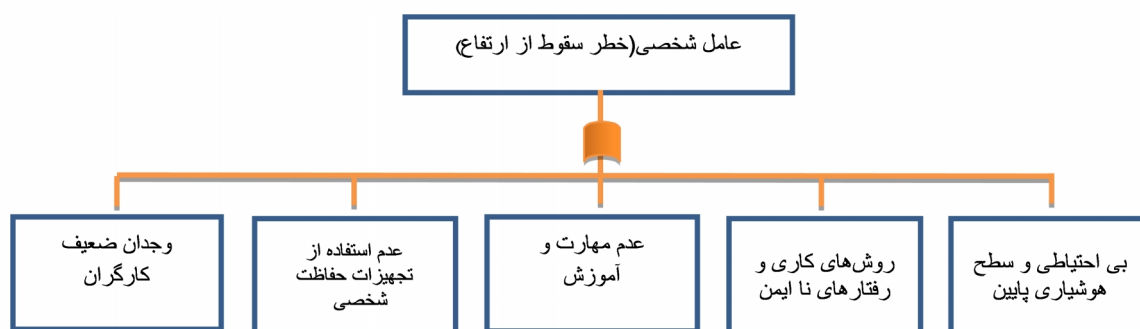 عامل شخصی(خطر سقوط از ارتفاع)
بی احتیاطی و سطح
هوشیاری پایین
روش‌های کاری و
رفتارهای نا ایمن
عدم مهارت و
آموزش
عدم استفاده از
تجهیزات حفاظت
شخصی
وجدان ضعیف
کارگران